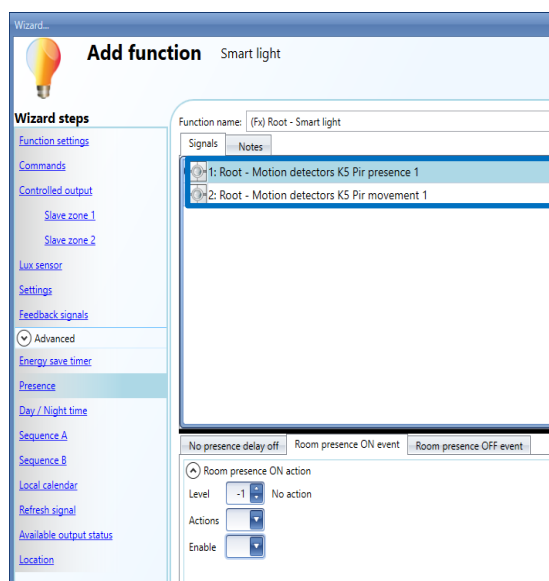 Wizard...
Add function Smart light
Wizard steps
Function settings
Commands
Controlled output
Slave zone 1
Slave zone 2
Lux sensor
Settings
Feedback signals
Advanced
Energy save timer
Presence
Day / Night time
Sequence A
Sequence B
Local calendar
Refresh signal
Available output status
Location
Function name: (Fx) Root - Smart light
Signals Notes
1: Root - Motion detectors K5 Pir presence 1
2: Root - Motion detectors K5 Pir movement 1
No presence delay off Room presence ON event Room presence OFF event
Room presence ON action
Level -1 No action
Actions
Enable